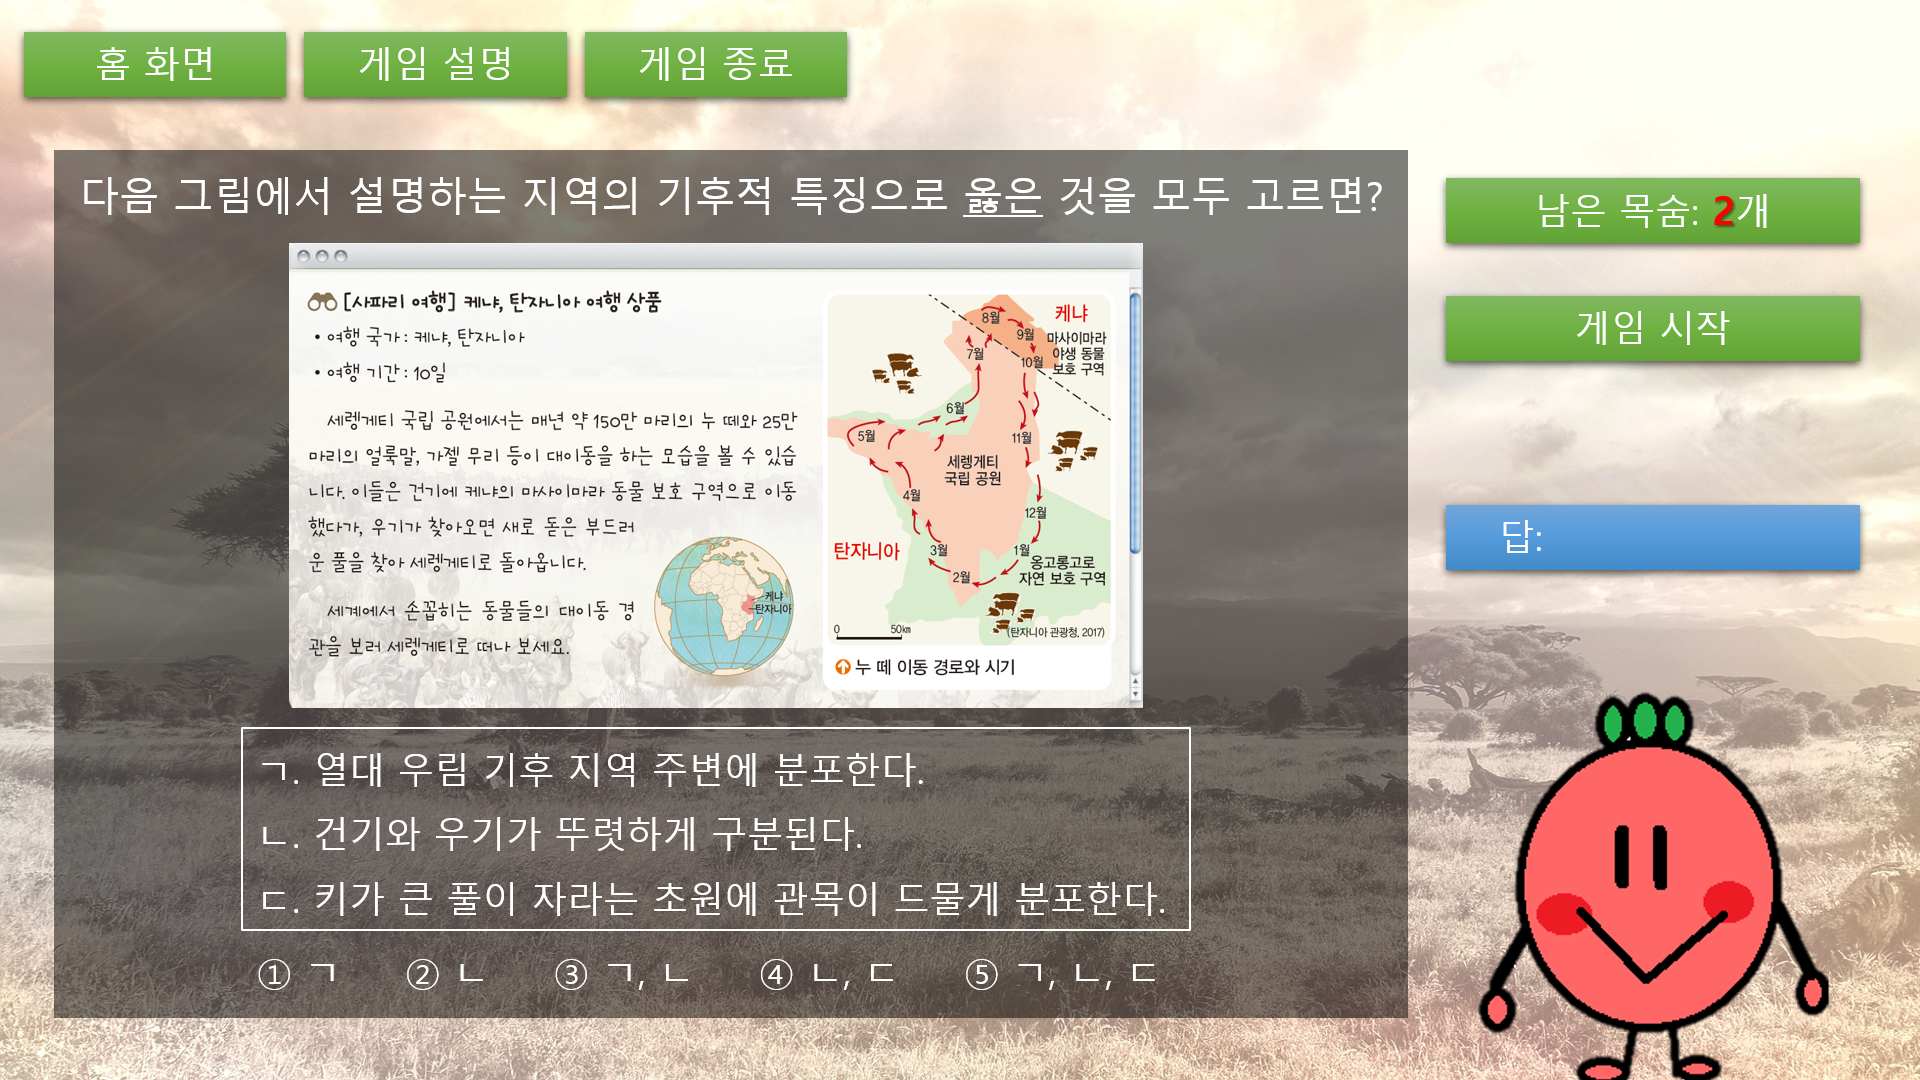 홈 화면
게임 설명
게임 종료
다음 그림에서 설명하는 지역의 기후적 특징으로 옳은 것을 모두 고르면?
[사파리 여행] 케냐, 탄자니아 여행 상품
• 여행 국가 : 케냐, 탄자니아
• 여행 기간 : 10일
세렝게티 국립 공원에서는 매년 약 150만 마리의 누 떼와 25만
마리의 얼룩말, 가젤 무리 등이 대이동을 하는 모습을 볼 수 있습
니다. 이들은 건기에 케냐의 마사이마라 동물 보호 구역으로 이동
했다가, 우기가 찾아오면 새로 돋은 부드러
운 풀을 찾아 세렝게티로 돌아옵니다.
세계에서 손꼽히는 동물들의 대이동 경
관을 보러 세렝게티로 떠나 보세요.
케냐
탄자니아
케냐
8월
9월
마사이마라
야생 동물
보호 구역
7월
10월
6월
5월
11월
세렝게티
국립 공원
4월
12월
탄자니아
3월
1월
옹고롱고로
자연 보호 구역
2월
0 50km
(탄자니아 관광청, 2017)
누 떼 이동 경로와 시기
ㄱ. 열대 우림 기후 지역 주변에 분포한다.
ㄴ. 건기와 우기가 뚜렷하게 구분된다.
ㄷ. 키가 큰 풀이 자라는 초원에 관목이 드물게 분포한다.
① ㄱ ② ㄴ ③ ㄱ, ㄴ ④ ㄴ, ㄷ ⑤ ㄱ, ㄴ, ㄷ
남은 목숨: 2개
게임 시작
답: